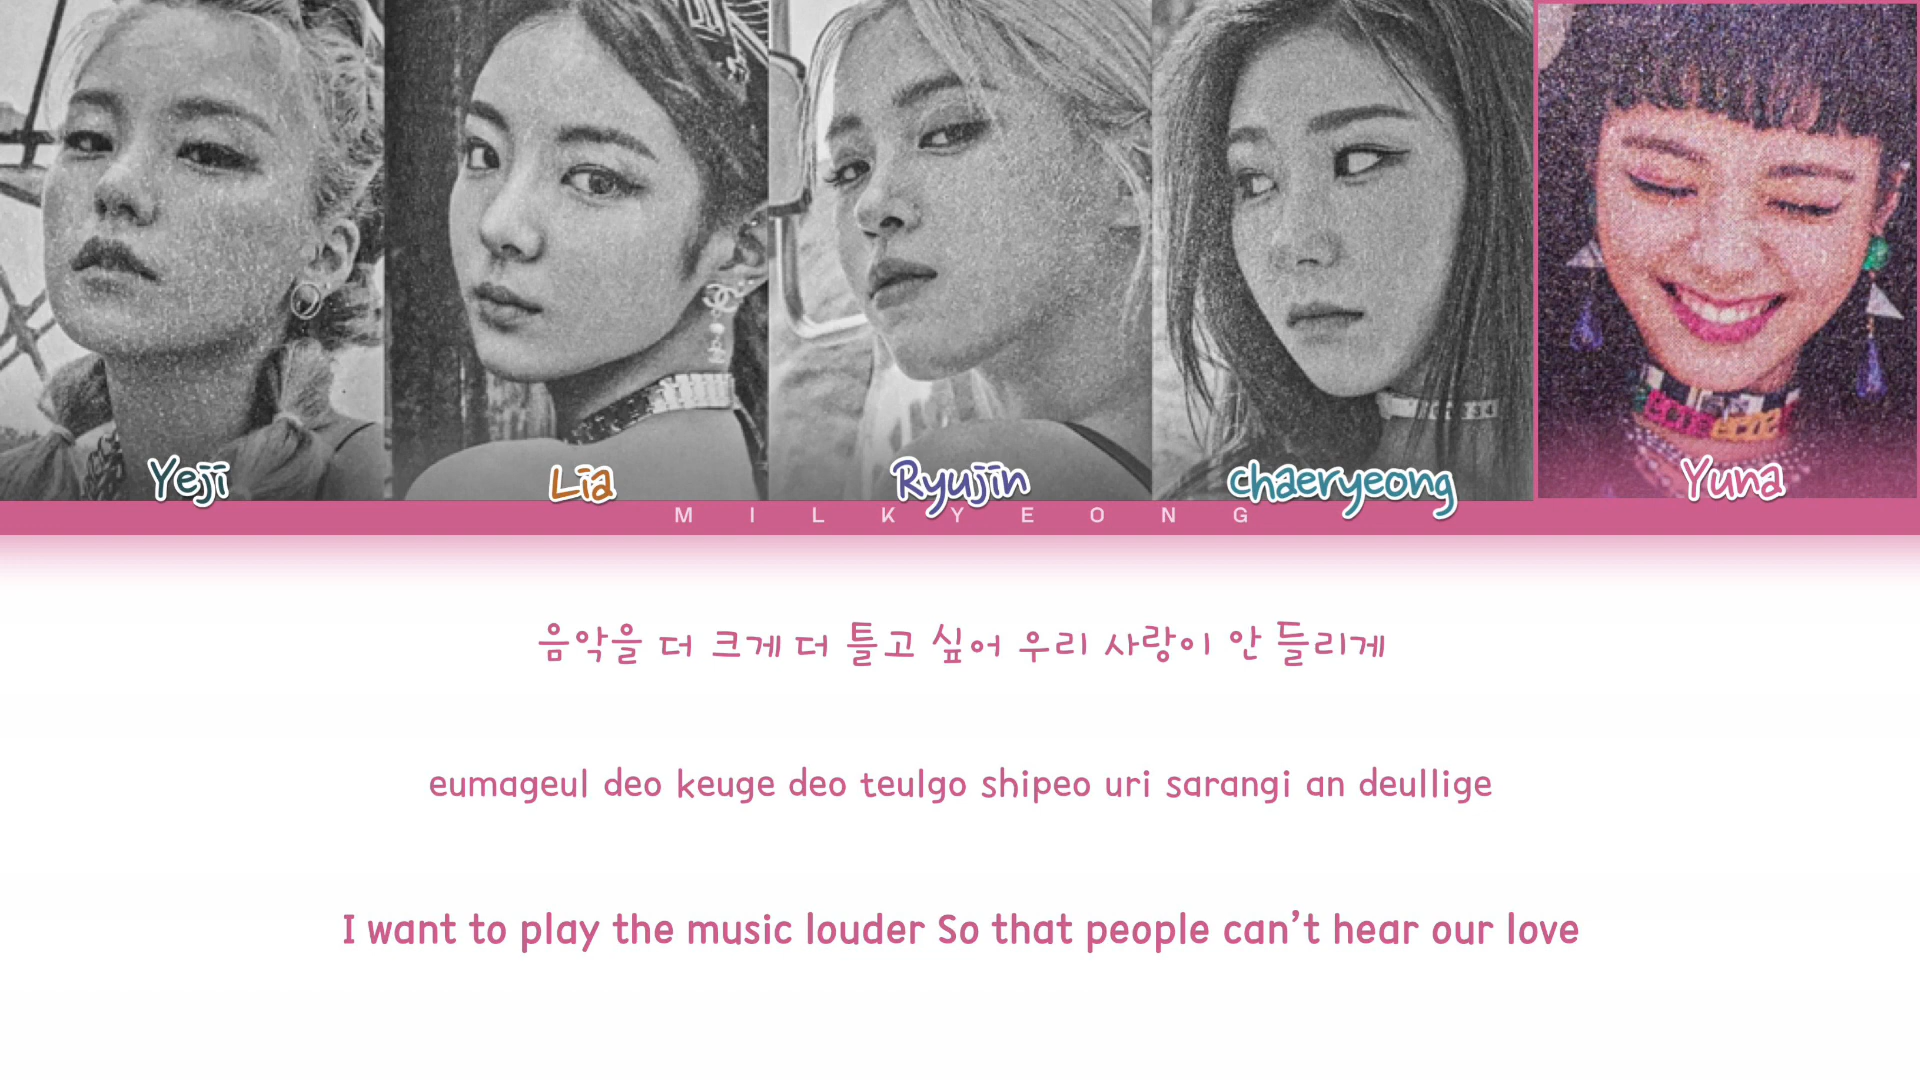 Yeji Lia Ryujin chaeryeong Yuna
MILKYEONG
음악을 더 크게 더 틀고 싶어 우리 사랑이 안 들리게
eumageul deo keuge deo teulgo shipeo uri sarangi an deullige
I want to play the music louder So that people can't hear our love